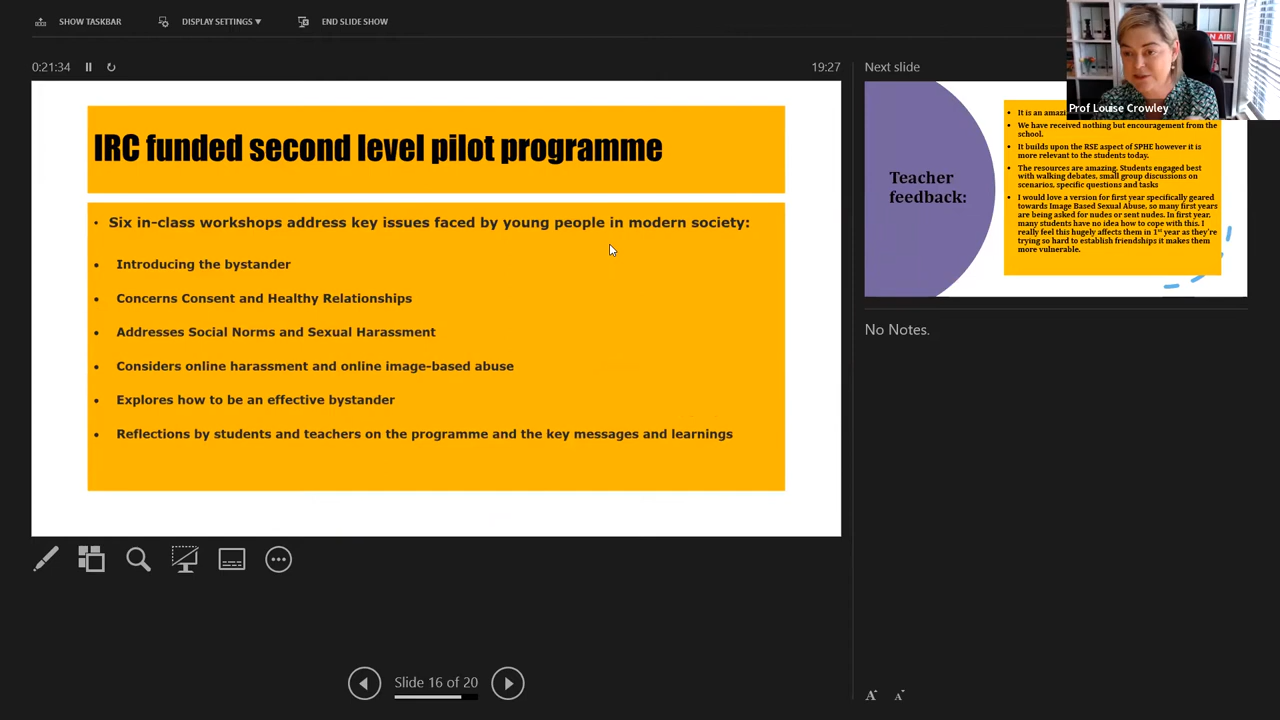 SHOW TASKBAR
DISPLAY SETTINGS ▼
END SLIDE SHOW
0:21:34
19:27
IRC funded second level pilot programme
• Six in-class workshops address key issues faced by young people in modern society:
• Introducing the bystander
• Concerns Consent and Healthy Relationships
• Addresses Social Norms and Sexual Harassment
• Considers online harassment and online image-based abuse
• Explores how to be an effective bystander
• Reflections by students and teachers on the programme and the key messages and learnings
Slide 16 of 20
Next slide
ON AIR
Prof Louise Crowley
Teacher
feedback:
• It is an
• We have received nothing but encouragement from the
school.
• It builds upon the RSE aspect of SPHE however it is
more relevant to the students today.
• The resources are amazing. Students engaged best
with walking debates, small group discussions on
scenarios, specific questions and tasks
• I would love a version for first year specifically geared
towards Image Based Sexual Abuse, so many first years
are being asked for nudes or sent nudes. In first year,
many students have no idea how to cope with this. I
really feel this hugely affects them in 1st year as they're
trying so hard to establish friendships it makes them
more vulnerable.
No Notes.
A A